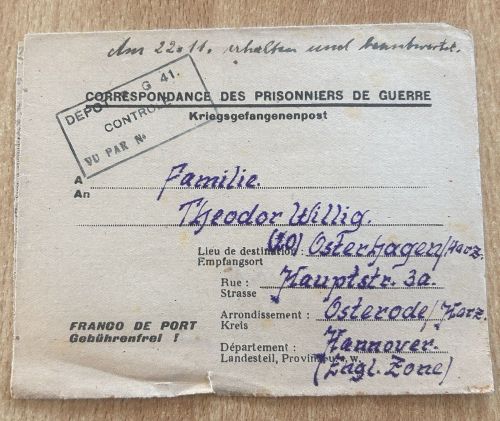 Am 22.11. erhalten und beantwortet.
DEPOT G 41.
CONTROLE
VU PAR No
CORRESPONDANCE DES PRISONNIERS DE GUERRE
Kriegsgefangenenpost
A
An
Familie.
Theodor Willig.
Lieu de destination:
Empfangsort
(20) Osterhagen/Harz.
Rue :
Strasse
Hauptstr. 3a.
Arrondissement :
Kreis
Osterode/Harz.
FRANCO DE PORT
Gebührenfrei !
Département :
Landesteil, Provinz u.s.w.
Hannover.
(Engl. Zone)